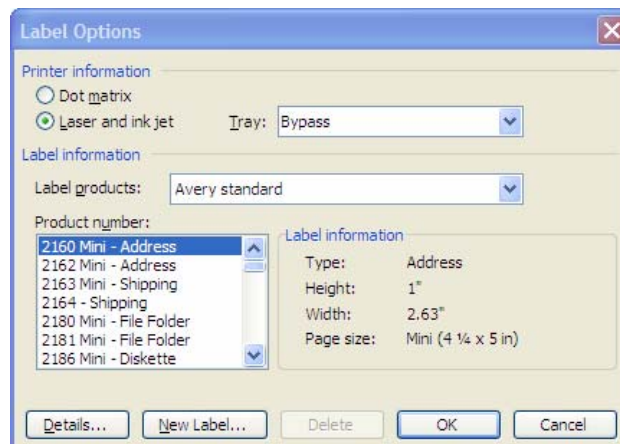 Label Options
Printer information
Dot matrix
Laser and ink jet Tray: Bypass
Label information
Label products: Avery standard
Product number:
2160 Mini - Address
2162 Mini - Address
2163 Mini - Shipping
2164 - Shipping
2180 Mini - File Folder
2181 Mini - File Folder
2186 Mini - Diskette
Label information
Type: Address
Height: 1"
Width: 2.63"
Page size: Mini (4 ¼ x 5 in)
Details... New Label... Delete OK Cancel